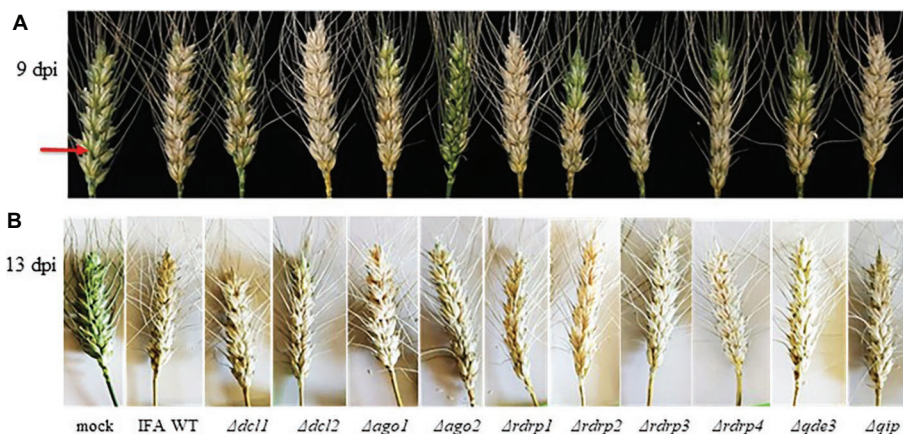 A
9 dpi
B
13 dpi
mock IFA WT Δdcl1 Δdcl2 Δago1 Δago2 Δrdrp1 Δrdrp2 Δrdrp3 Δrdrp4 Δqde3 Δqip